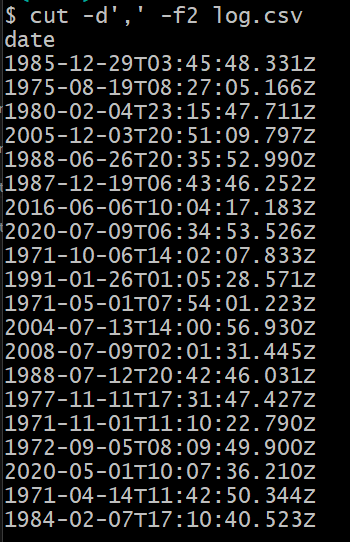 $ cut -d',' -f2 log.csv
date
1985-12-29T03:45:48.331Z
1975-08-19T08:27:05.166Z
1980-02-04T23:15:47.711Z
2005-12-03T20:51:09.797Z
1988-06-26T20:35:52.990Z
1987-12-19T06:43:46.252Z
2016-06-06T10:04:17.183Z
2020-07-09T06:34:53.526Z
1971-10-06T14:02:07.833Z
1991-01-26T01:05:28.571Z
1971-05-01T07:54:01.223Z
2004-07-13T14:00:56.930Z
2008-07-09T02:01:31.445Z
1988-07-12T20:42:46.031Z
1977-11-11T17:31:47.427Z
1971-11-01T11:10:22.790Z
1972-09-05T08:09:49.900Z
2020-05-01T10:07:36.210Z
1971-04-14T11:42:50.344Z
1984-02-07T17:10:40.523Z